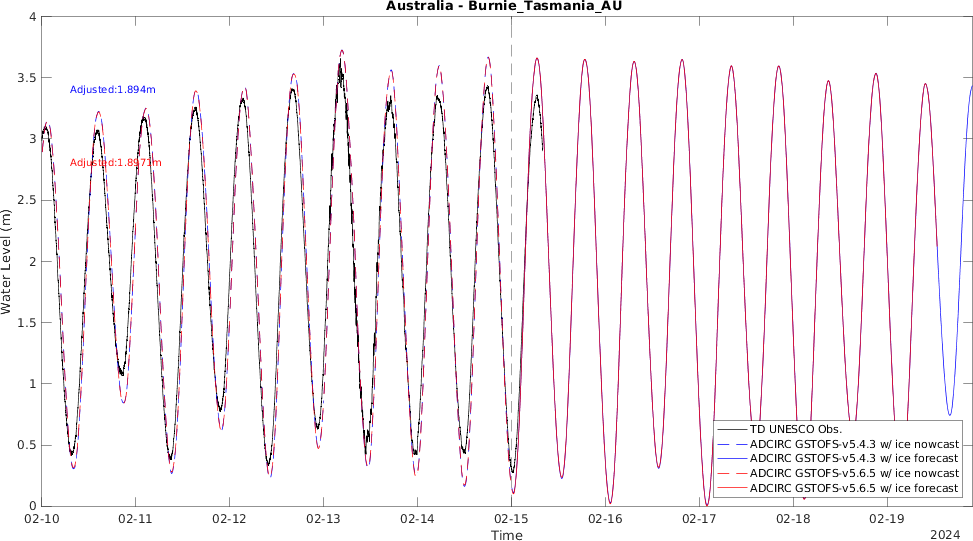 Australia - Burnie_Tasmania_AU
4
3.5
3
2.5
2
1.5
1
0.5
0
Water Level (m)
Adjusted:1.894m
Adjusted:1.8973m
TD UNESCO Obs.
ADCIRC GSTOFS-v5.4.3 w/ ice nowcast
ADCIRC GSTOFS-v5.4.3 w/ ice forecast
ADCIRC GSTOFS-v5.6.5 w/ ice nowcast
ADCIRC GSTOFS-v5.6.5 w/ ice forecast
02-10 02-11 02-12 02-13 02-14 02-15 02-16 02-17 02-18 02-19
Time
2024